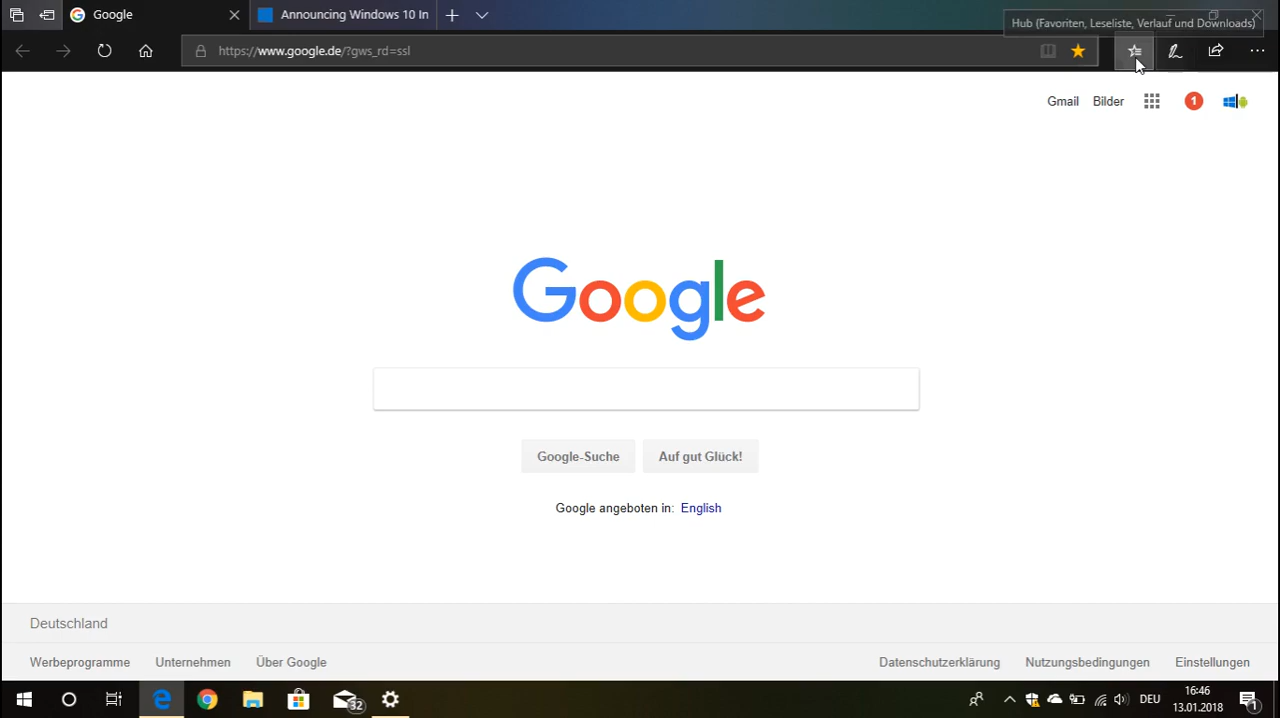 Google
Announcing Windows 10 In
Hub (Favoriten, Leseliste, Verlauf und Downloads)
https://www.google.de/?gws_rd=ssl
Gmail Bilder 1
Google
Google-Suche Auf gut Glück!
Google angeboten in: English
Deutschland
Werbeprogramme Unternehmen Über Google Datenschutzerklärung Nutzungsbedingungen Einstellungen
32
DEU
16:46
13.01.2018
1